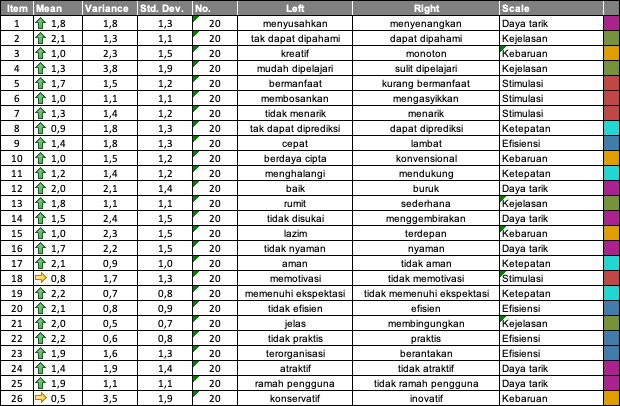 Item Mean Variance Std. Dev. No. Left Right Scale
1 1,8 1,8 1,3 20 menyusahkan menyenangkan Daya tarik
2 2,1 1,3 1,1 20 tak dapat dipahami dapat dipahami Kejelasan
3 1,0 2,3 1,5 20 kreatif monoton Kebaruan
4 1,3 3,8 1,9 20 mudah dipelajari sulit dipelajari Kejelasan
5 1,7 1,5 1,2 20 bermanfaat kurang bermanfaat Stimulasi
6 1,0 1,1 1,1 20 membosankan mengasyikkan Stimulasi
7 1,3 1,4 1,2 20 tidak menarik menarik Stimulasi
8 0,9 1,8 1,3 20 tak dapat diprediksi dapat diprediksi Ketepatan
9 1,4 1,8 1,3 20 cepat lambat Efisiensi
10 1,0 1,5 1,2 20 berdaya cipta konvensional Kebaruan
11 1,2 1,4 1,2 20 menghalangi mendukung Ketepatan
12 2,0 2,1 1,4 20 baik buruk Daya tarik
13 1,8 1,1 1,1 20 rumit sederhana Kejelasan
14 1,5 2,4 1,5 20 tidak disukai menggembirakan Daya tarik
15 1,0 2,3 1,5 20 lazim terdepan Kebaruan
16 1,7 2,2 1,5 20 tidak nyaman nyaman Daya tarik
17 2,1 0,9 1,0 20 aman tidak aman Ketepatan
18 0,8 1,7 1,3 20 memotivasi tidak memotivasi Stimulasi
19 2,2 0,7 0,8 20 memenuhi ekspektasi tidak memenuhi ekspektasi Ketepatan
20 2,1 0,8 0,9 20 tidak efisien efisien Efisiensi
21 2,0 0,5 0,7 20 jelas membingungkan Kejelasan
22 2,2 0,6 0,8 20 tidak praktis praktis Efisiensi
23 1,9 1,6 1,3 20 terorganisasi berantakan Efisiensi
24 1,4 1,9 1,4 20 atraktif tidak atraktif Daya tarik
25 1,9 1,1 1,1 20 ramah pengguna tidak ramah pengguna Daya tarik
26 0,5 3,5 1,9 20 konservatif inovatif Kebaruan